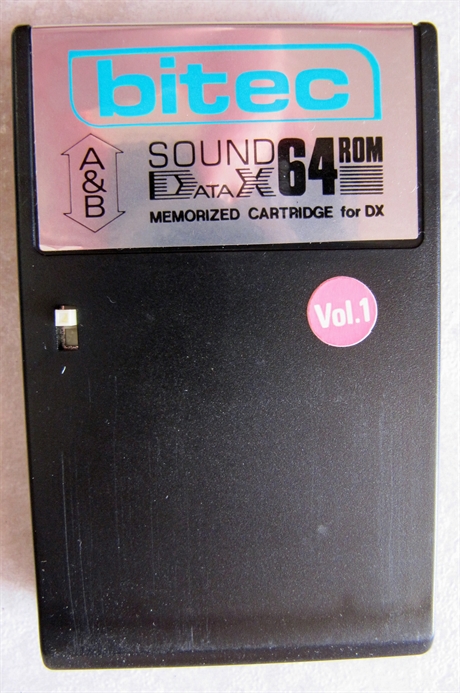 bitec
A&B
SOUND
DATA X 64 ROM
MEMORIZED CARTRIDGE for DX
Vol.1